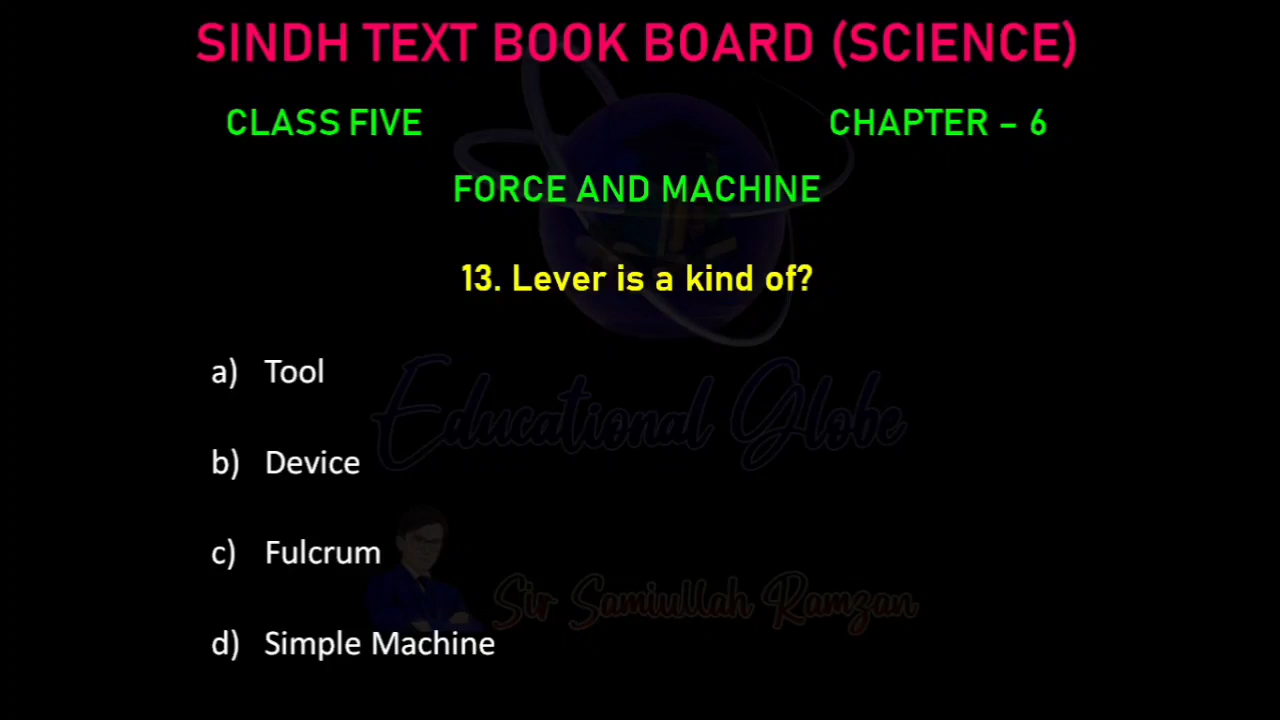 SINDH TEXT BOOK BOARD (SCIENCE)
CLASS FIVE CHAPTER – 6
FORCE AND MACHINE
13. Lever is a kind of?
a) Tool
Educational Globe
b) Device
c) Fulcrum
Sir Samiullah Ramzan
d) Simple Machine